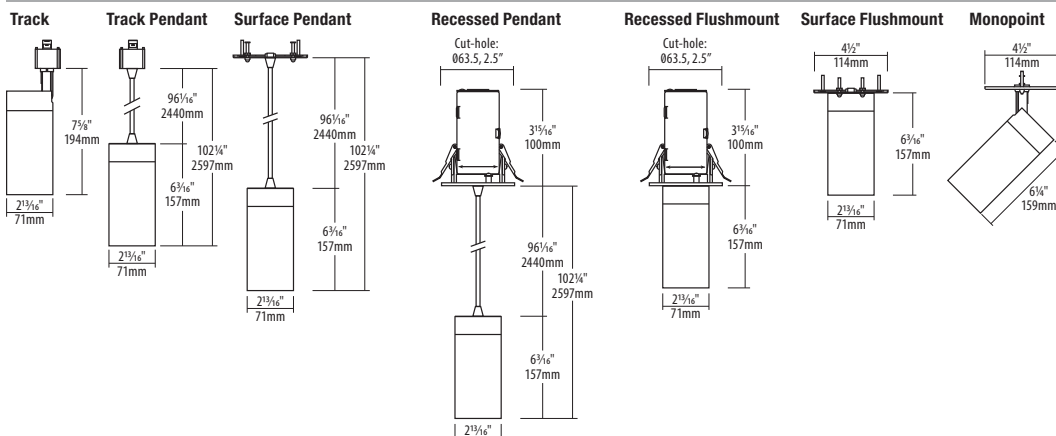 Track
7⅝"
194mm
2¹³⁄₁₆"
71mm
Track Pendant
96¹⁄₁₆"
2440mm
102¼"
2597mm
6³⁄₁₆"
157mm
2¹³⁄₁₆"
71mm
Surface Pendant
96¹⁄₁₆"
2440mm
102¼"
2597mm
6³⁄₁₆"
157mm
2¹³⁄₁₆"
71mm
Recessed Pendant
Cut-hole:
Ø63.5, 2.5"
3¹⁵⁄₁₆"
100mm
96¹⁄₁₆"
2440mm
102¼"
2597mm
6³⁄₁₆"
157mm
2¹³⁄₁₆"
Recessed Flushmount
Cut-hole:
Ø63.5, 2.5"
3¹⁵⁄₁₆"
100mm
6³⁄₁₆"
157mm
2¹³⁄₁₆"
71mm
Surface Flushmount
4½"
114mm
6³⁄₁₆"
157mm
2¹³⁄₁₆"
71mm
Monopoint
4½"
114mm
6¼"
159mm